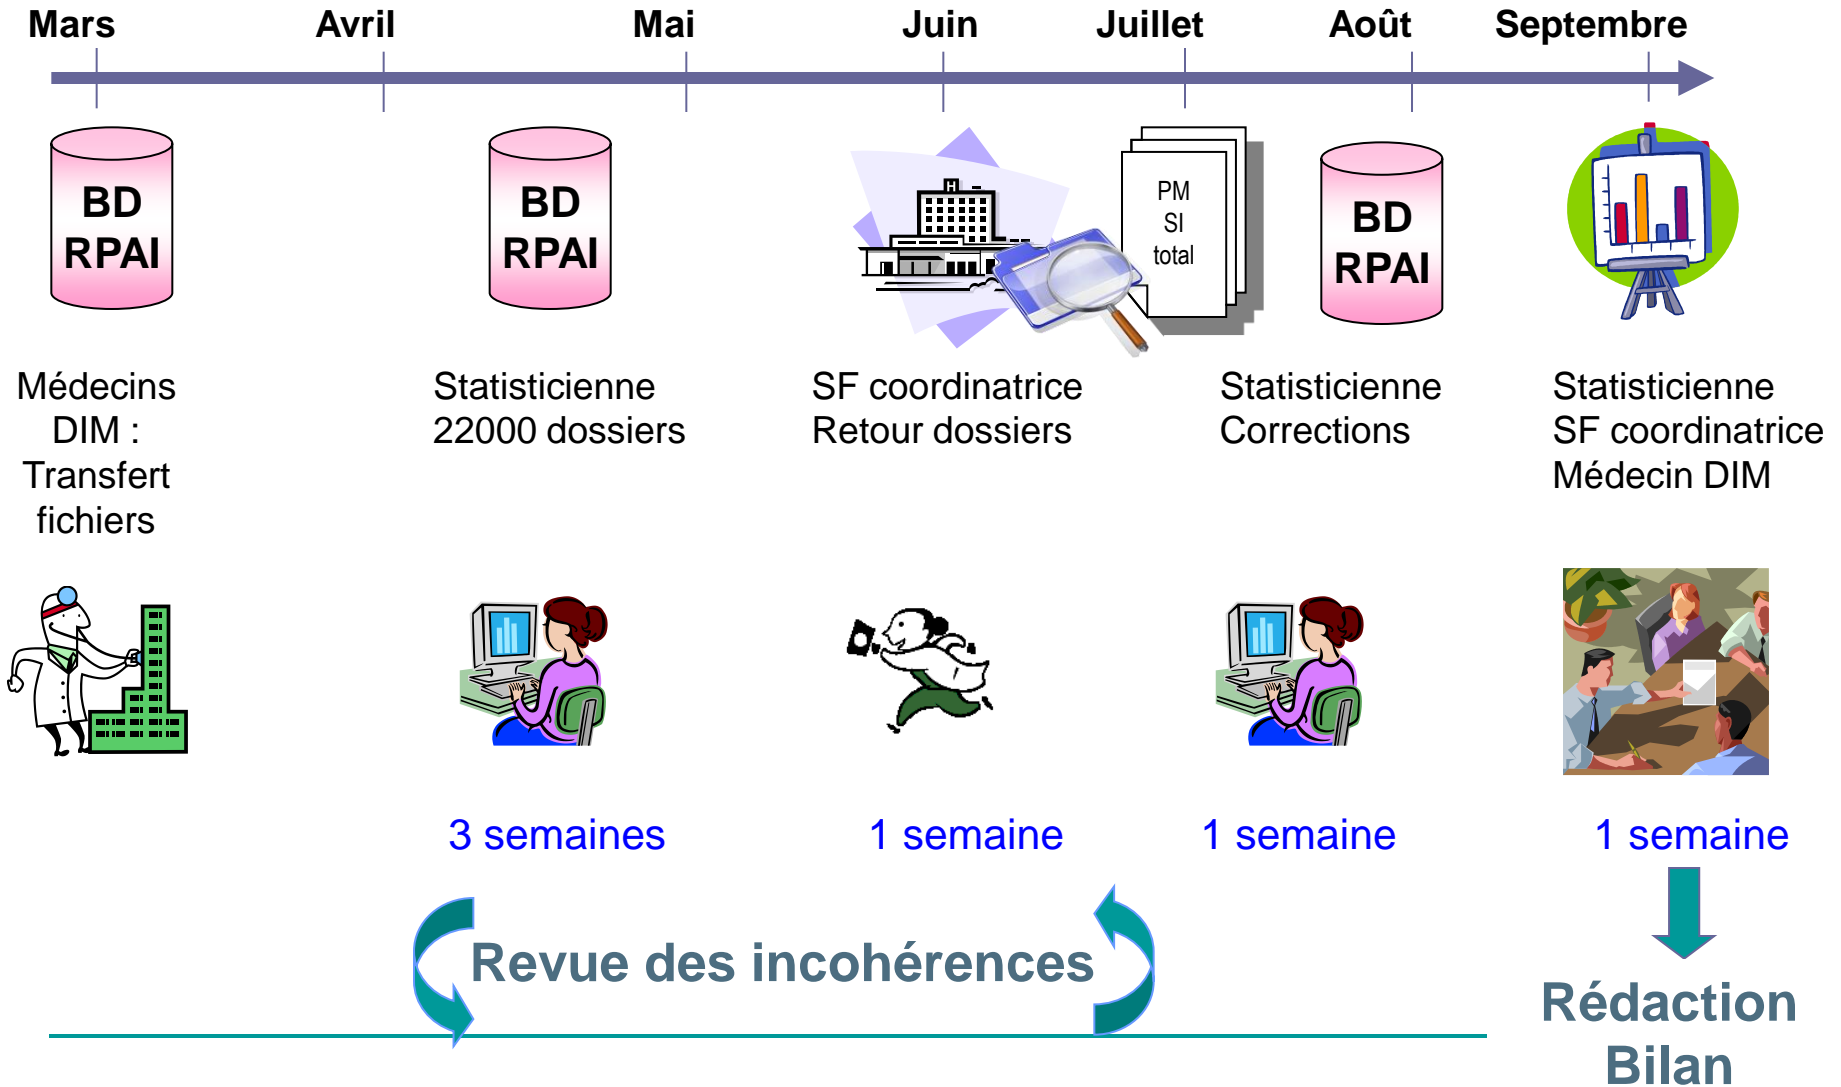 Mars
Avril
Mai
Juin
Juillet
Août
Septembre
BD
RPAI
BD
RPAI
PM
SI
total
BD
RPAI
Médecins
DIM :
Transfert
fichiers
Statisticienne
22000 dossiers
SF coordinatrice
Retour dossiers
Statisticienne
Corrections
Statisticienne
SF coordinatrice
Médecin DIM
3 semaines
1 semaine
1 semaine
1 semaine
Revue des incohérences
Rédaction
Bilan